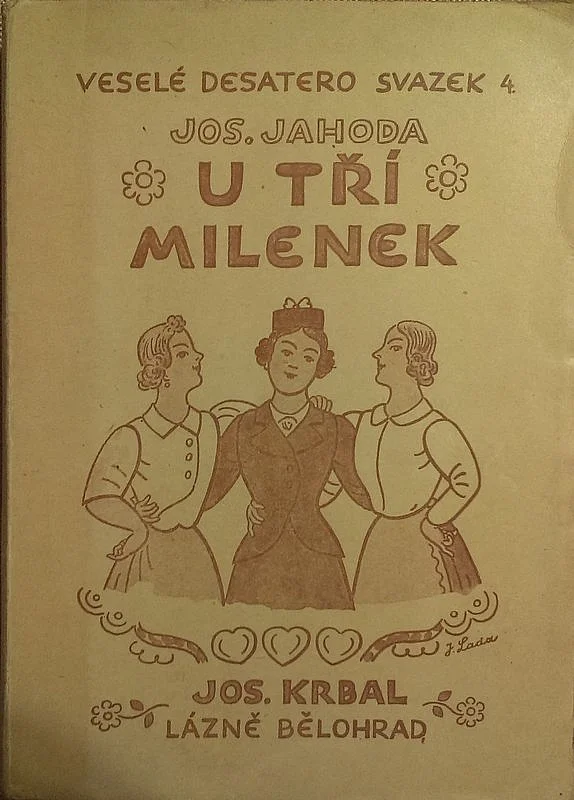 VESELÉ DESATERO SVAZEK 4.
JOS. JAHODA
U TŘÍ
MILENEK
J. Lada
JOS. KRBAL
LÁZNĚ BĚLOHRAD